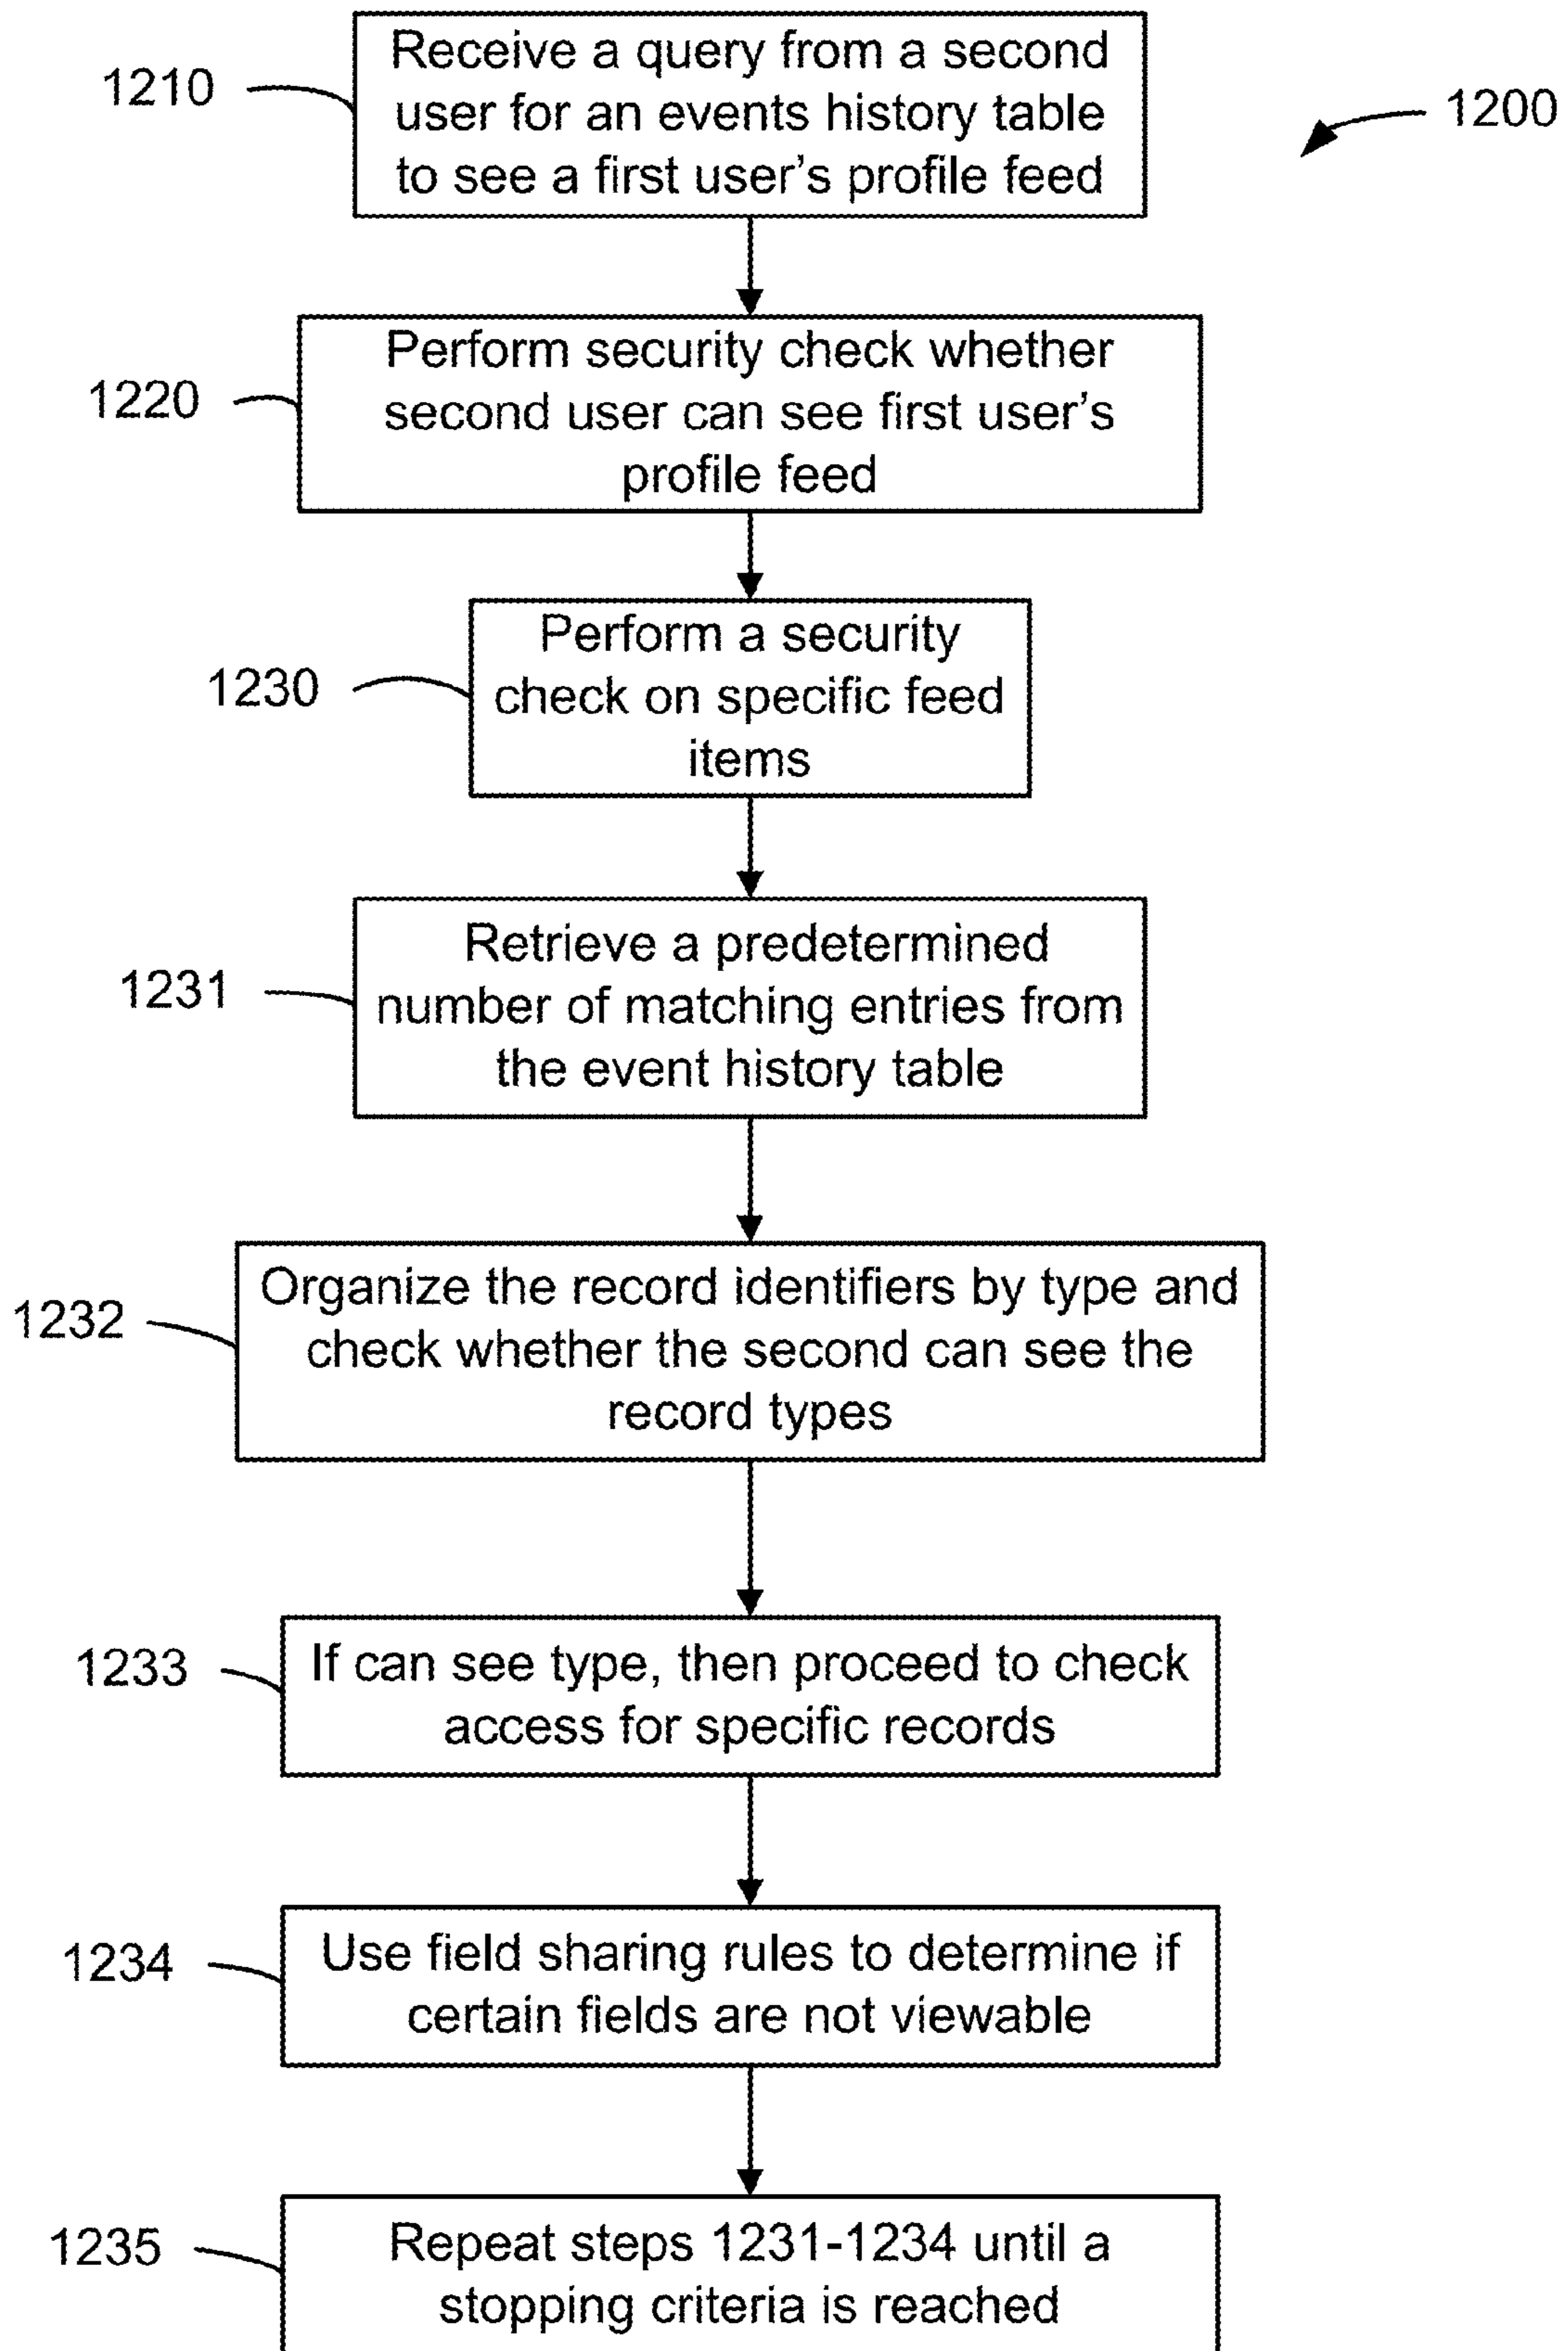 Receive a query from a second
user for an events history table
to see a first user's profile feed
1210
1200
Perform security check whether
second user can see first user's
profile feed
1220
Perform a security
check on specific feed
items
1230
Retrieve a predetermined
number of matching entries from
the event history table
1231
Organize the record identifiers by type and
check whether the second can see the
record types
1232
If can see type, then proceed to check
access for specific records
1233
Use field sharing rules to determine if
certain fields are not viewable
1234
Repeat steps 1231-1234 until a
stopping criteria is reached
1235